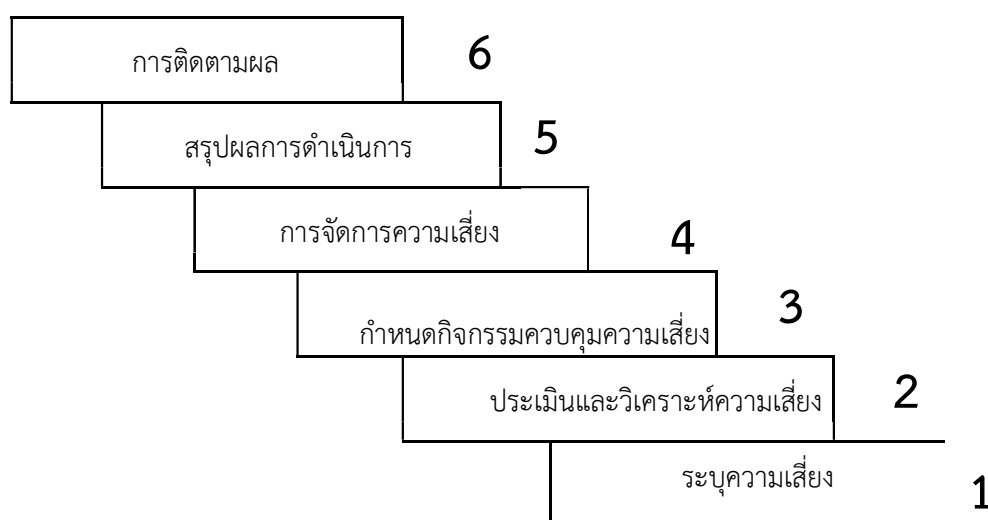 การติดตามผล 6
สรุปผลการดำเนินการ 5
การจัดการความเสี่ยง 4
กำหนดกิจกรรมควบคุมความเสี่ยง 3
ประเมินและวิเคราะห์ความเสี่ยง 2
ระบุความเสี่ยง 1